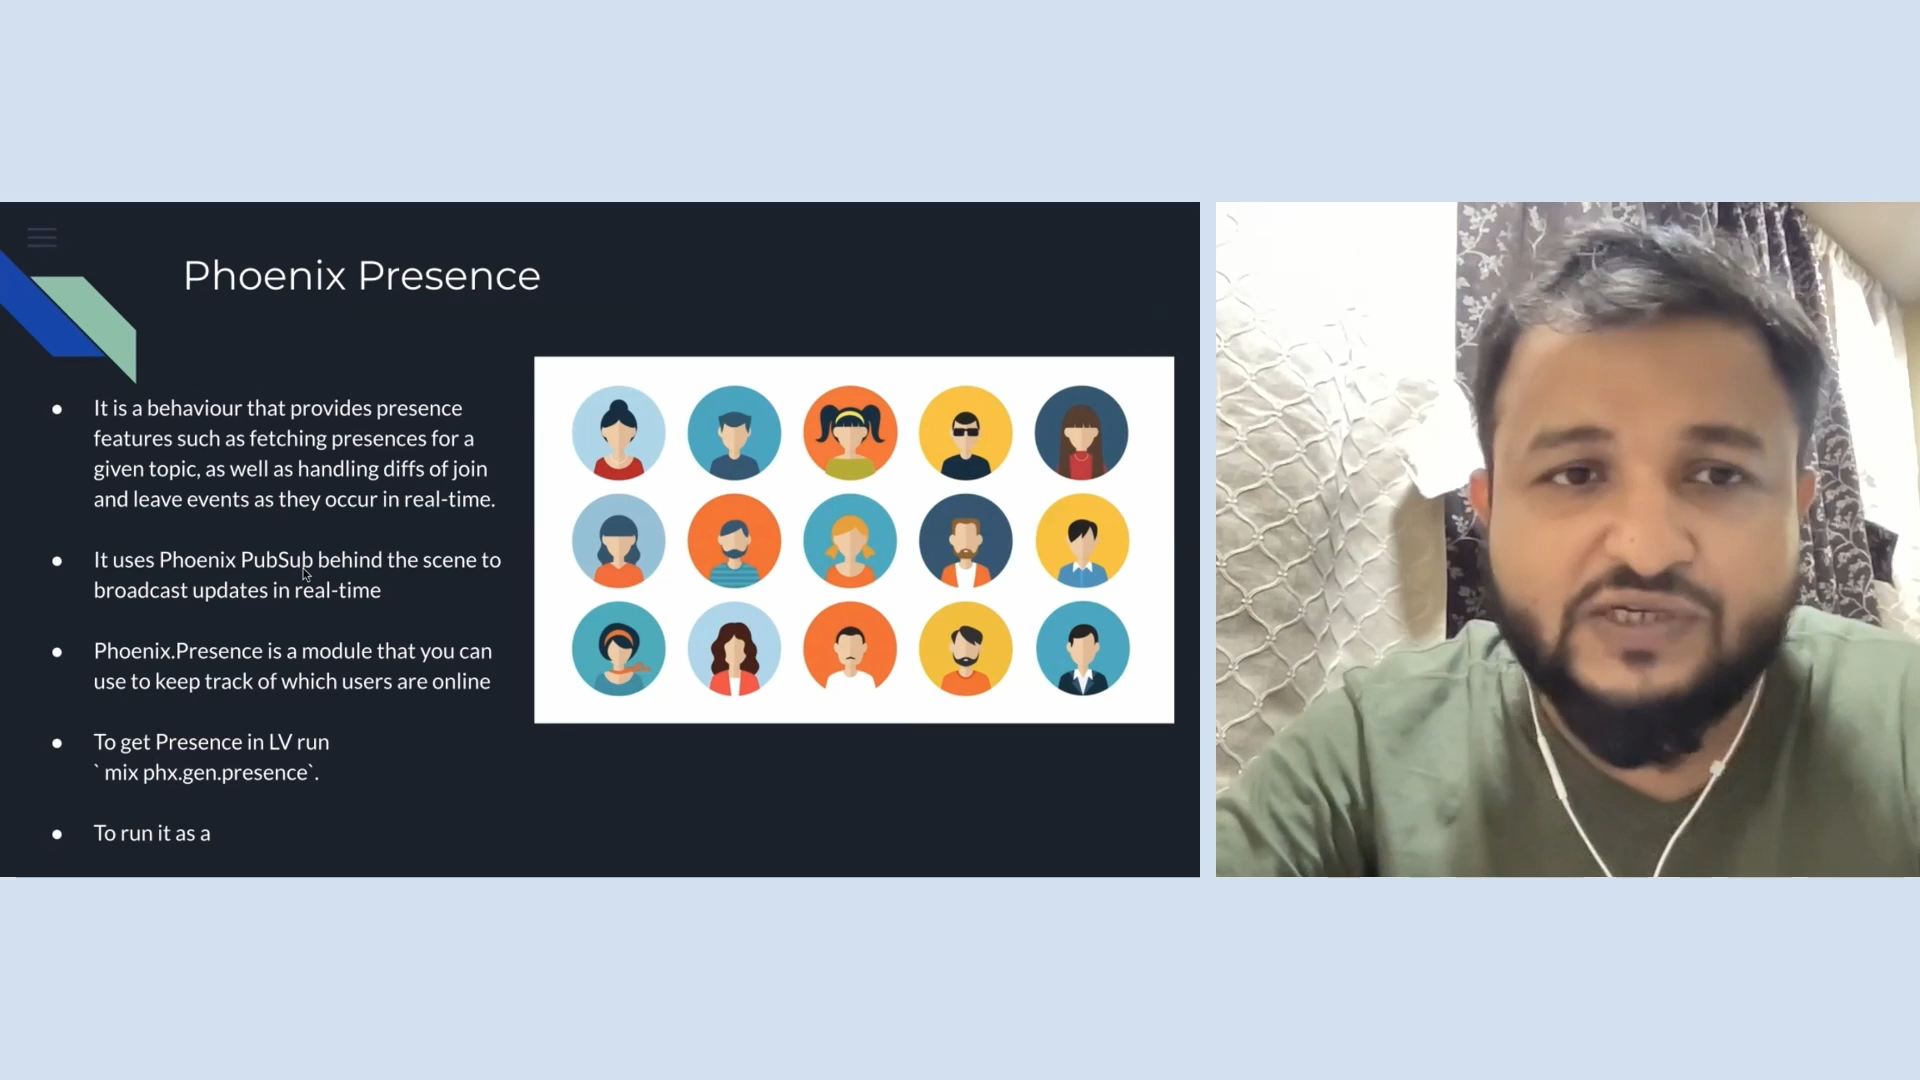 Phoenix Presence
● It is a behaviour that provides presence
features such as fetching presences for a
given topic, as well as handling diffs of join
and leave events as they occur in real-time.
● It uses Phoenix PubSub behind the scene to
broadcast updates in real-time
● Phoenix.Presence is a module that you can
use to keep track of which users are online
● To get Presence in LV run
` mix phx.gen.presence`.
● To run it as a